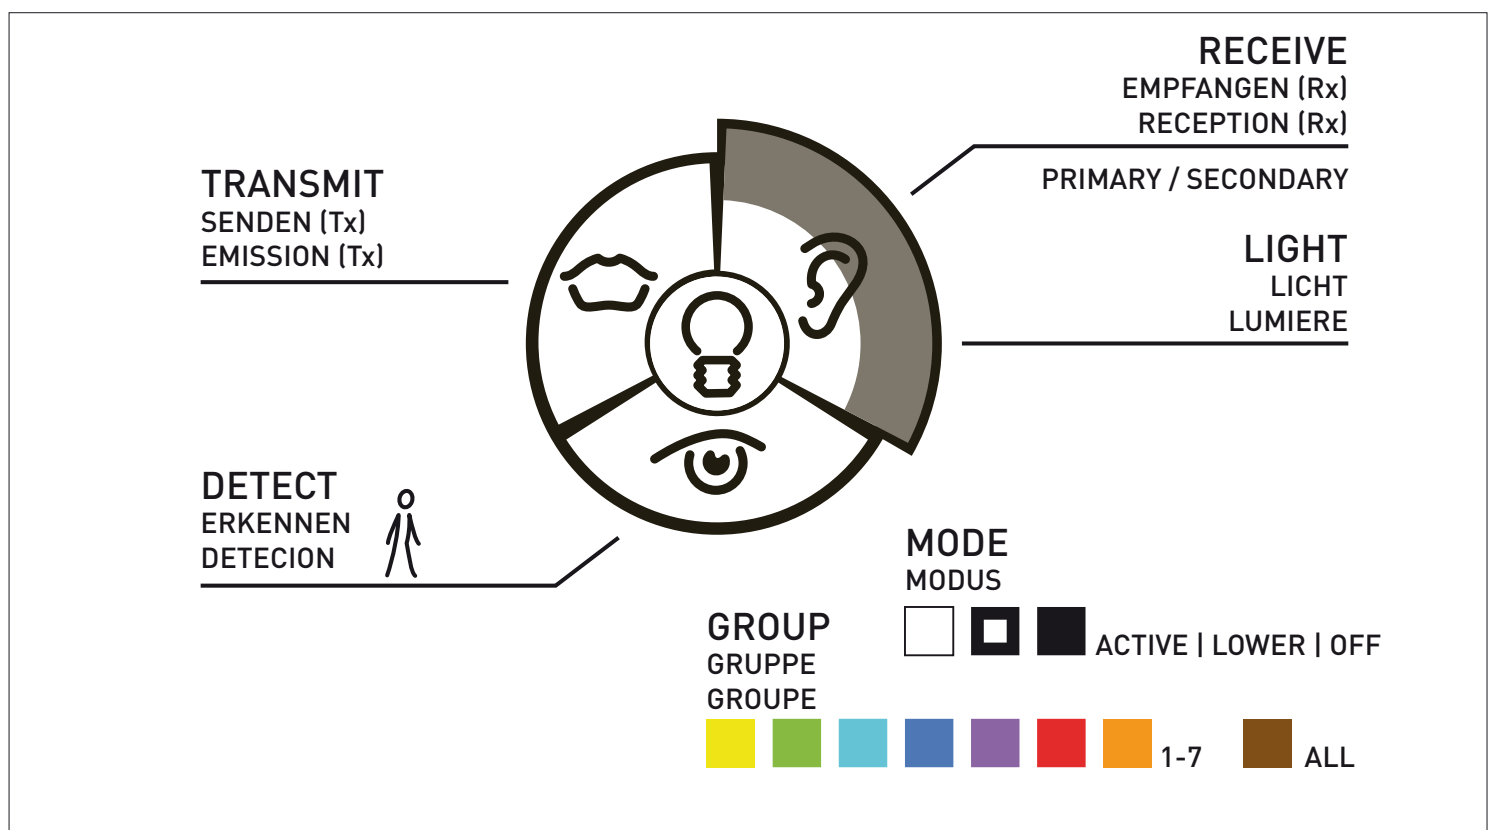 RECEIVE
EMPFANGEN (Rx)
RECEPTION (Rx)
PRIMARY / SECONDARY
TRANSMIT
SENDEN (Tx)
EMISSION (Tx)
LIGHT
LICHT
LUMIERE
DETECT
ERKENNEN
DETECION
MODE
MODUS
ACTIVE | LOWER | OFF
GROUP
GRUPPE
GROUPE
1-7
ALL